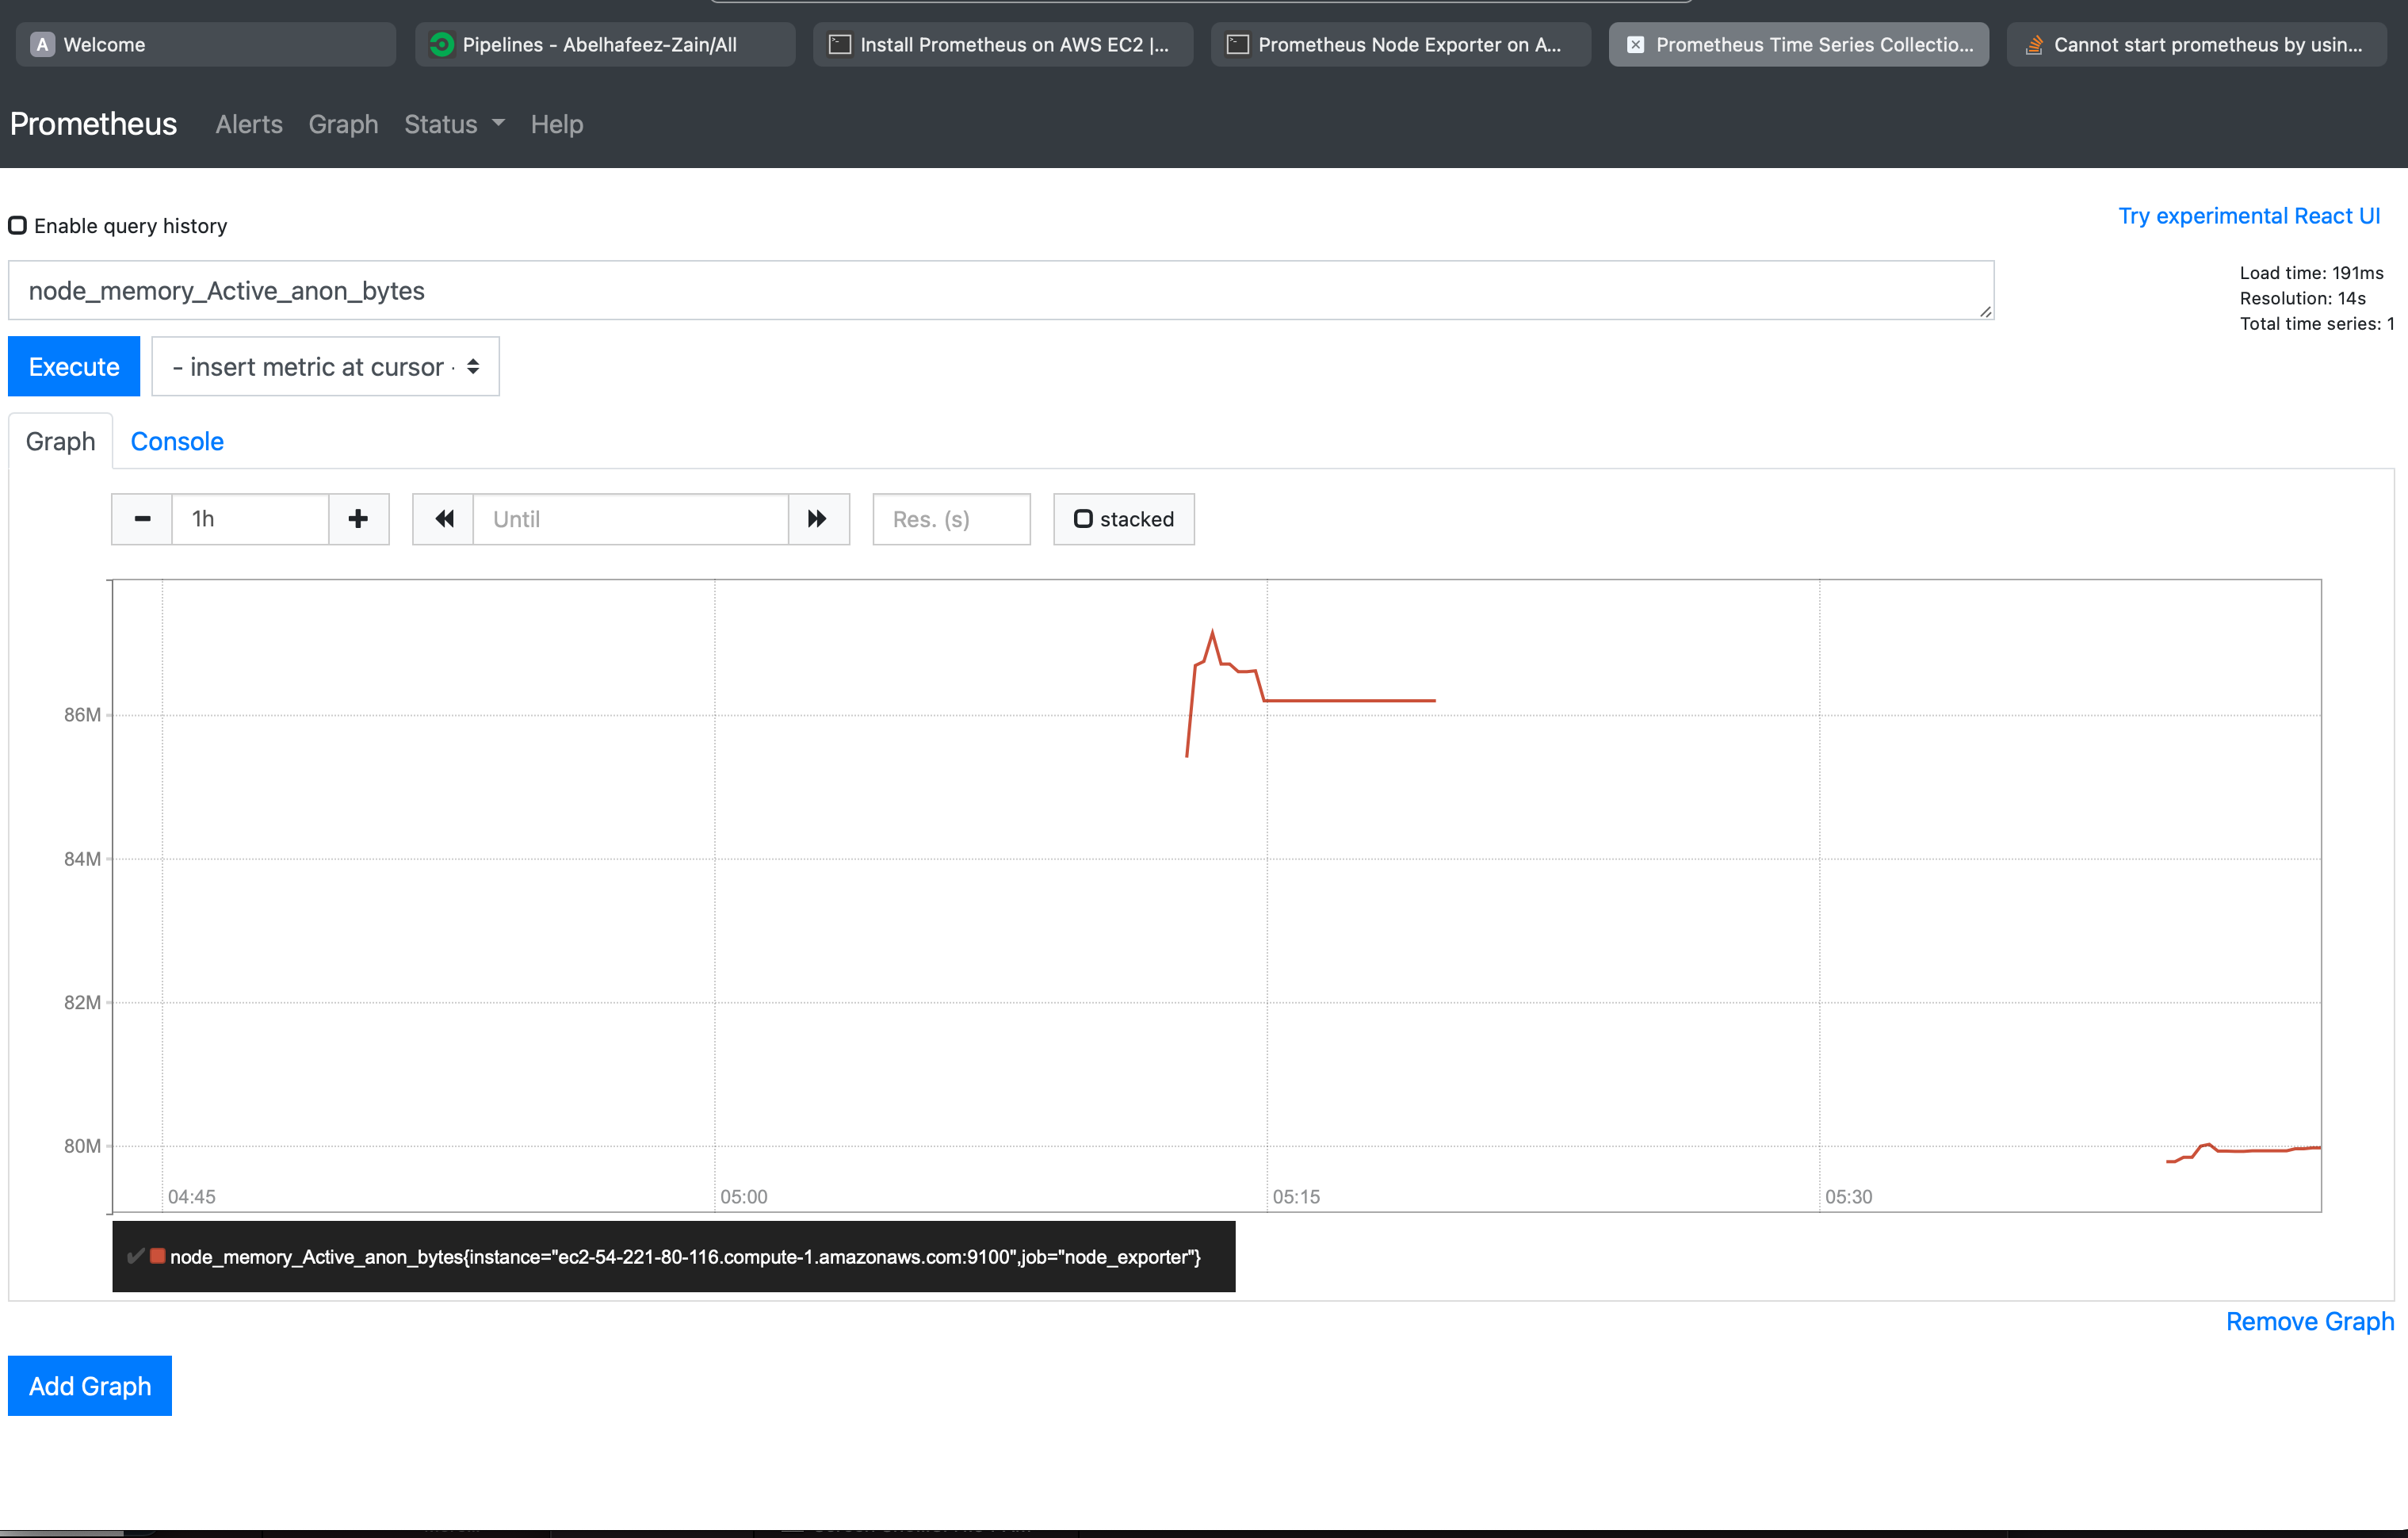 A Welcome
Pipelines - Abelhafeez-Zain/All
Install Prometheus on AWS EC2 |...
Prometheus Node Exporter on A...
Prometheus Time Series Collectio...
Cannot start prometheus by usin...
Prometheus
Alerts
Graph
Status
Help
Enable query history
Try experimental React UI
node_memory_Active_anon_bytes
Load time: 191ms
Resolution: 14s
Total time series: 1
Execute
- insert metric at cursor ·
Graph
Console
1h
Until
Res. (s)
stacked
86M
84M
82M
80M
04:45
05:00
05:15
05:30
node_memory_Active_anon_bytes{instance="ec2-54-221-80-116.compute-1.amazonaws.com:9100",job="node_exporter"}
Remove Graph
Add Graph